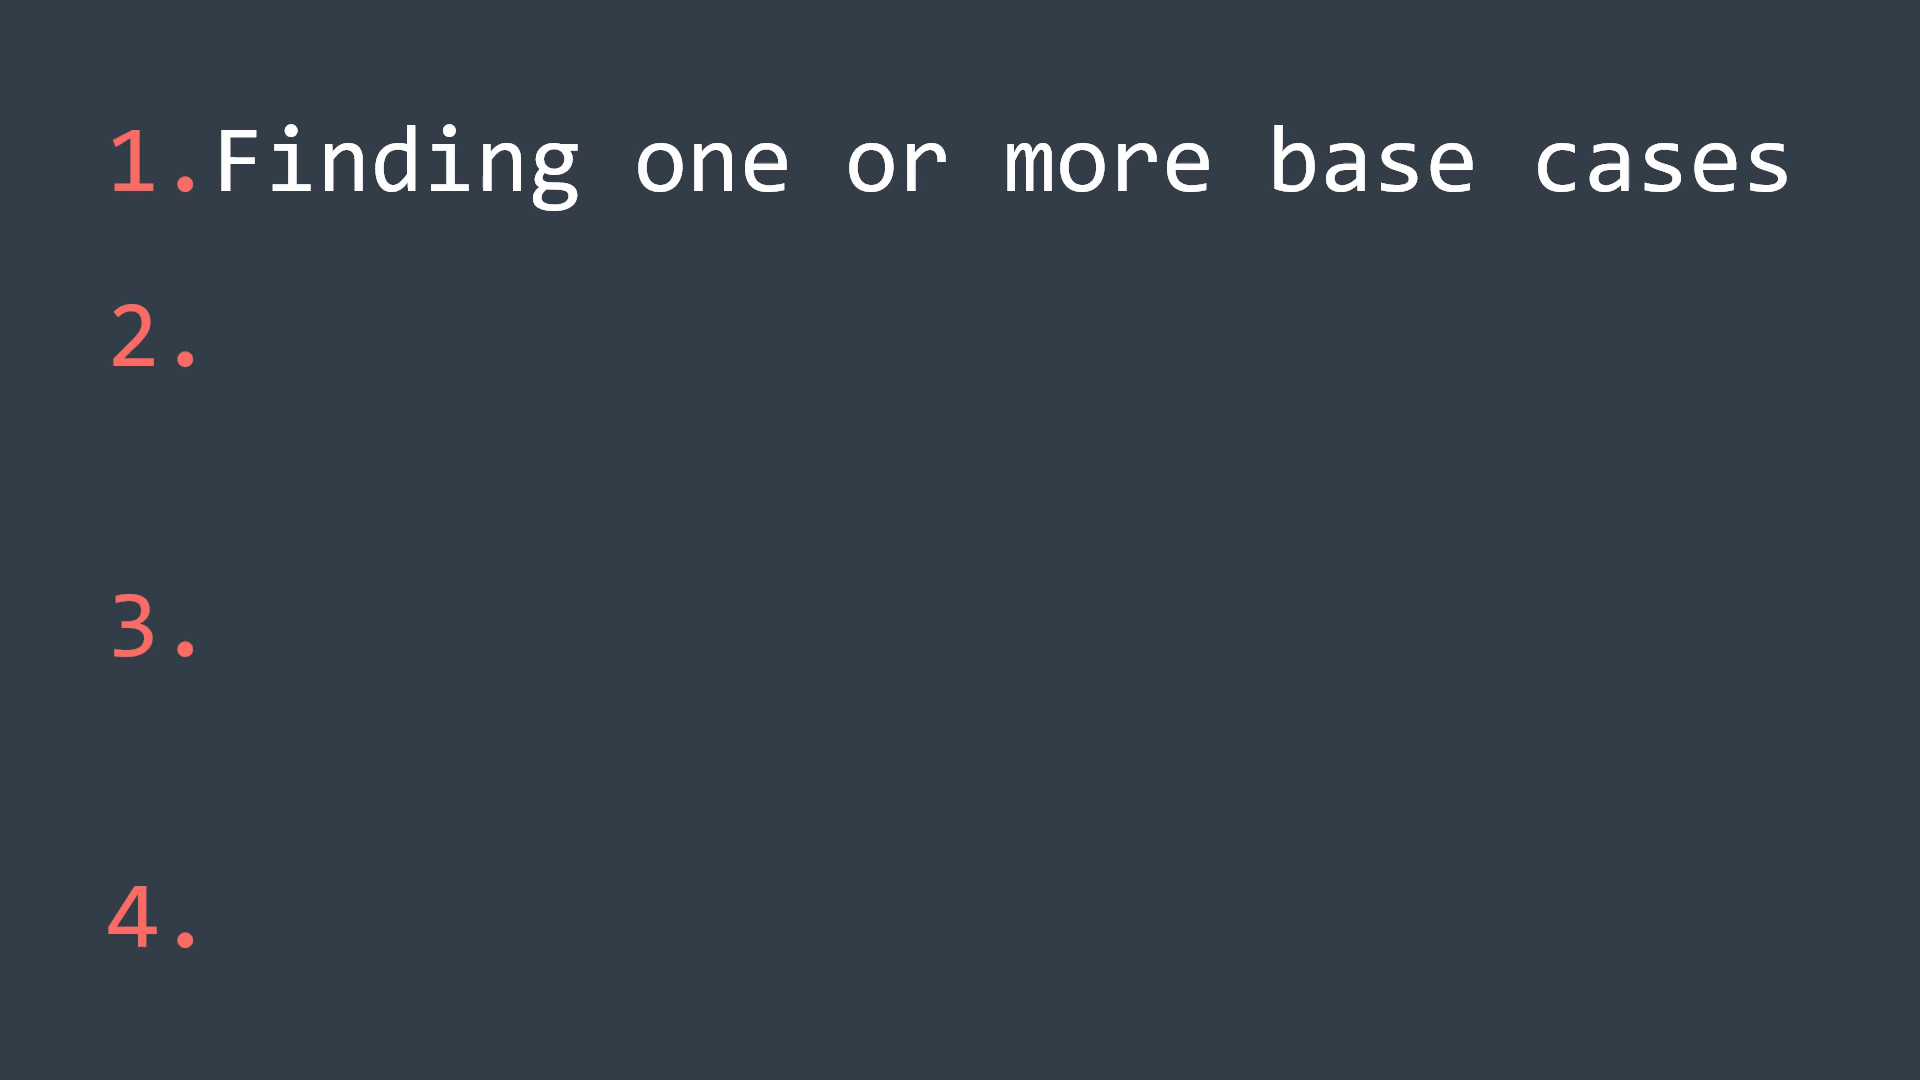 1.Finding one or more base cases
2.
3.
4.